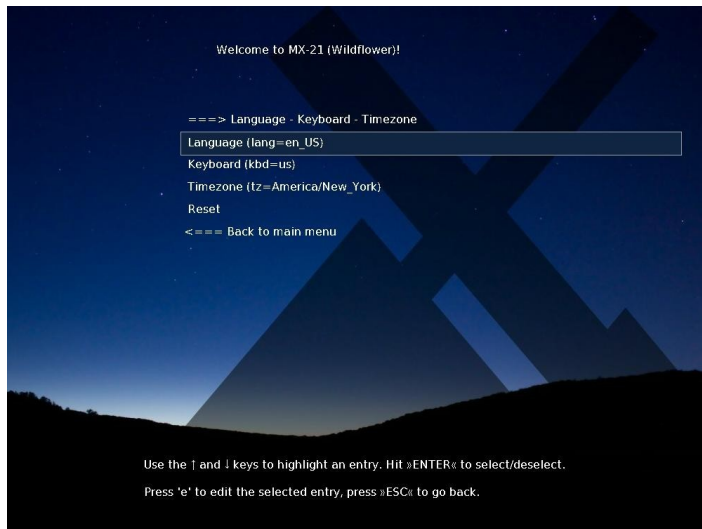 Welcome to MX-21 (Wildflower)!
===> Language - Keyboard - Timezone
Language (lang=en_US)
Keyboard (kbd=us)
Timezone (tz=America/New_York)
Reset
<=== Back to main menu
Use the ↑ and ↓ keys to highlight an entry. Hit »ENTER« to select/deselect.
Press 'e' to edit the selected entry, press »ESC« to go back.